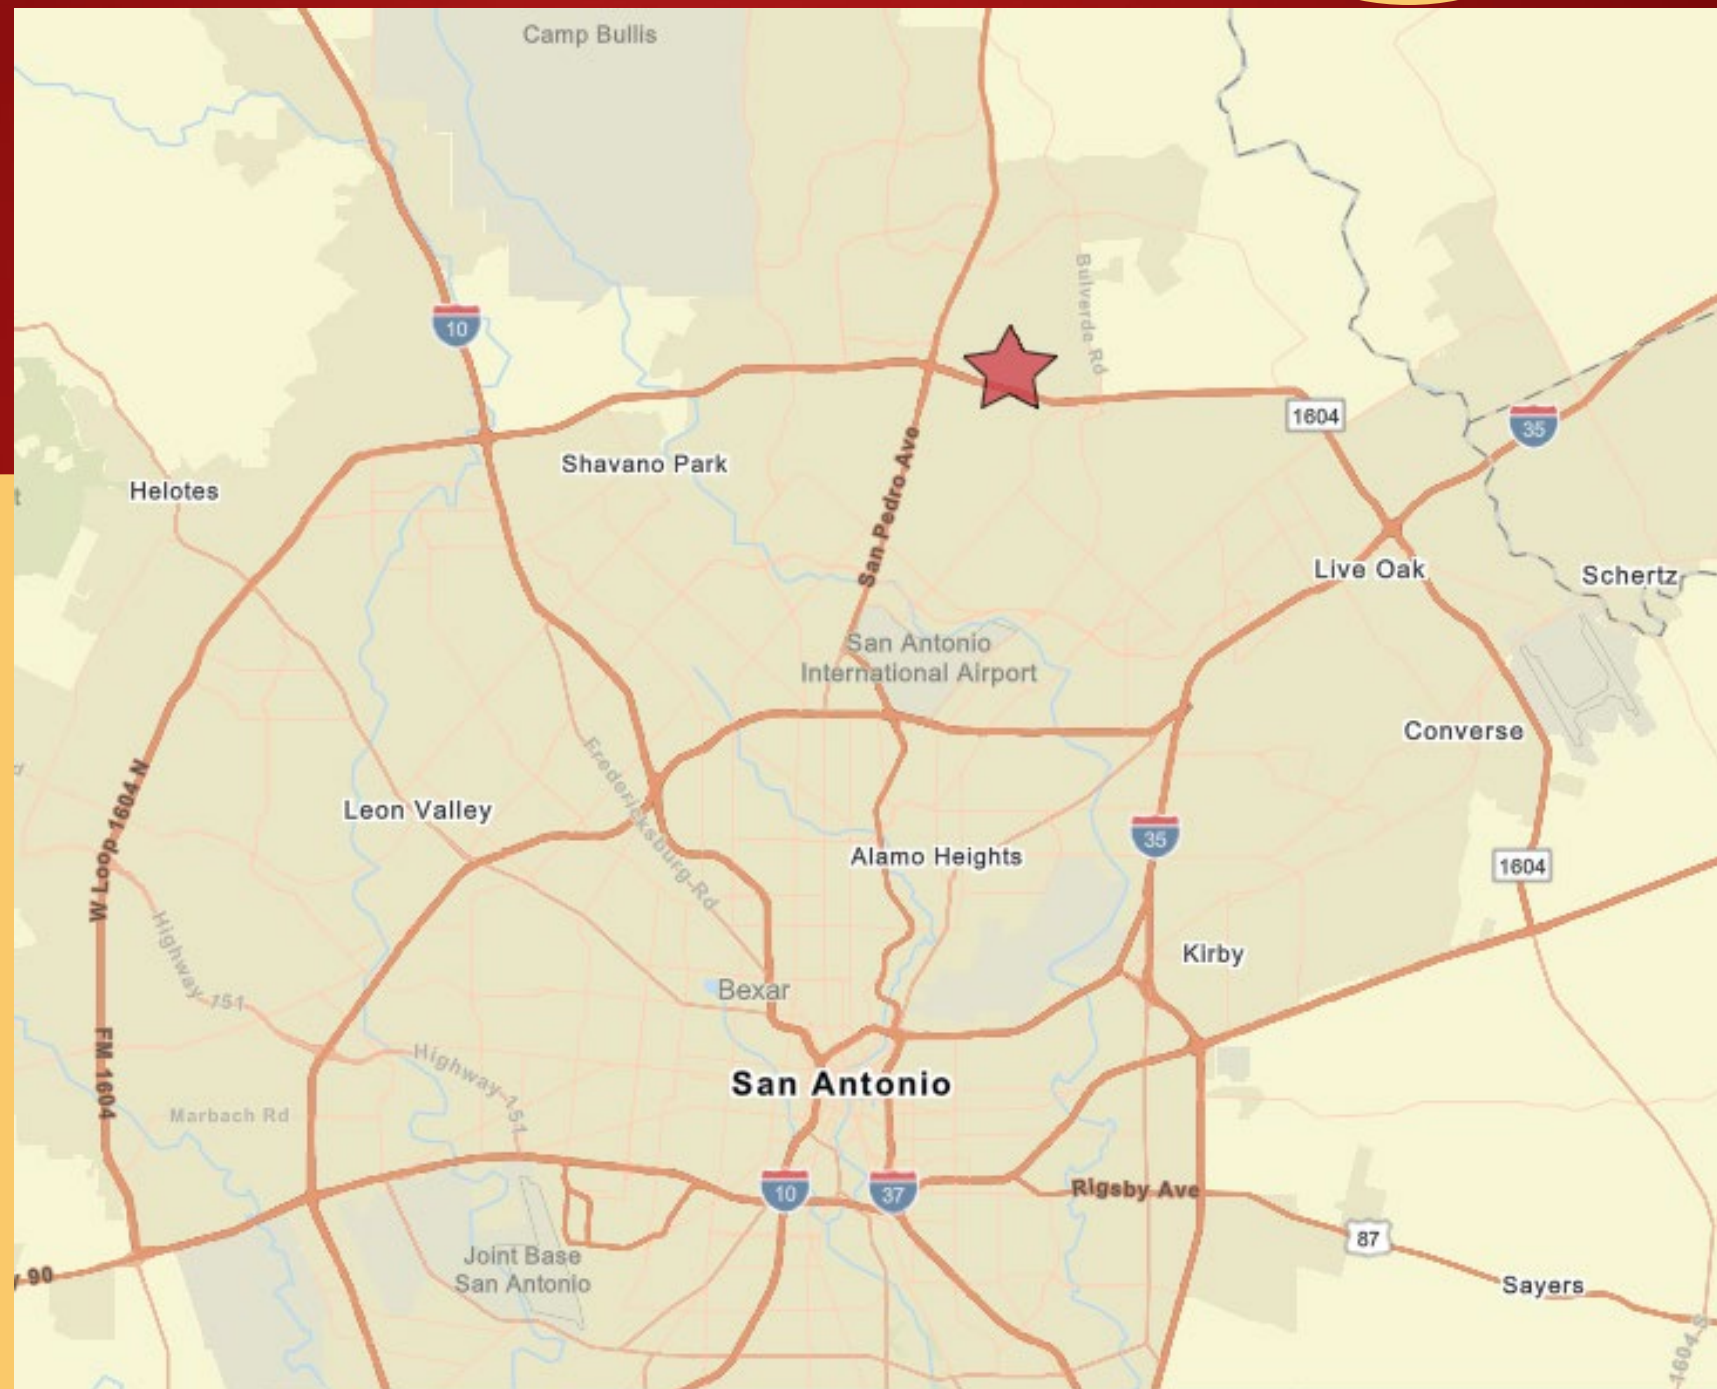 Camp Bullis
Bulverde Rd
10
1604
35
Shavano Park
Helotes
San Pedro Ave
Live Oak
Schertz
San Antonio
International Airport
Converse
W Loop 1604 N
Fredericksburg Rd
Leon Valley
35
Alamo Heights
1604
Highway 151
Kirby
Bexar
FM 1604
Highway 151
San Antonio
Marbach Rd
10
37
Rigsby Ave
87
Joint Base
San Antonio
90
Sayers
1604 S